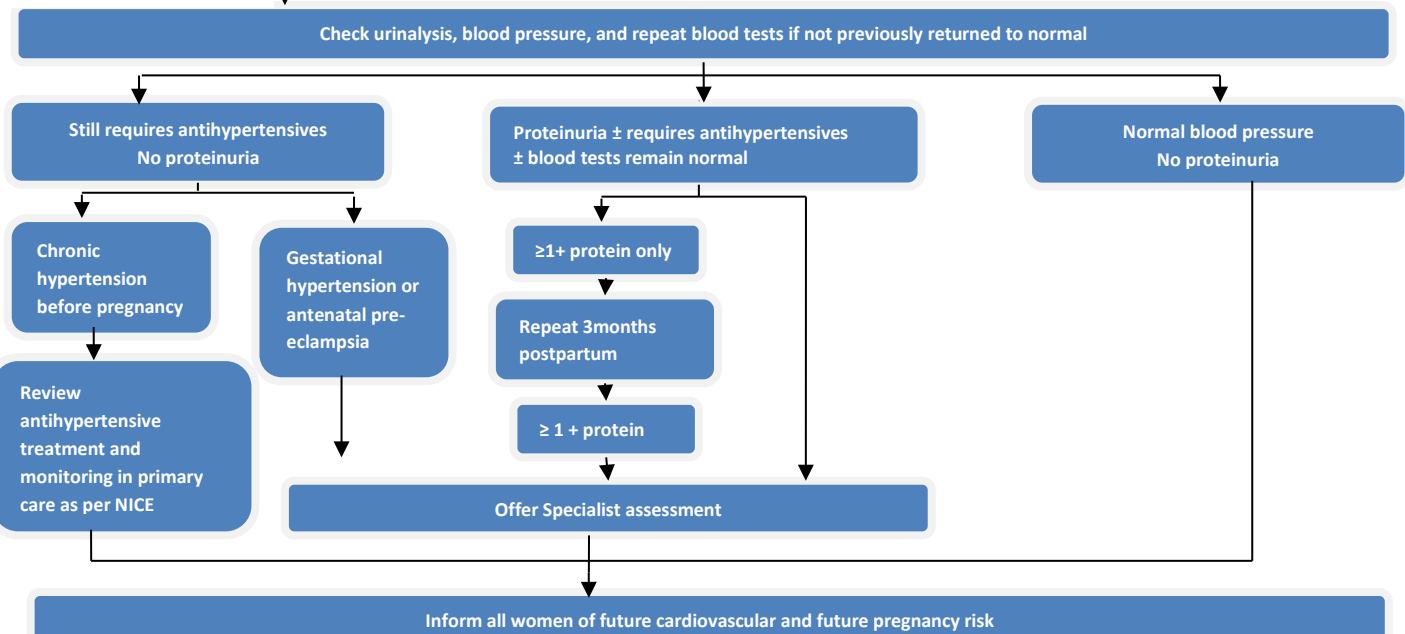 Check urinalysis, blood pressure, and repeat blood tests if not previously returned to normal
Still requires antihypertensives
No proteinuria
Proteinuria ± requires antihypertensives
± blood tests remain normal
Normal blood pressure
No proteinuria
Chronic
hypertension
before pregnancy
Gestational
hypertension or
antenatal pre-
eclampsia
≥1+ protein only
Repeat 3months
postpartum
≥ 1 + protein
Review
antihypertensive
treatment and
monitoring in primary
care as per NICE
Offer Specialist assessment
Inform all women of future cardiovascular and future pregnancy risk